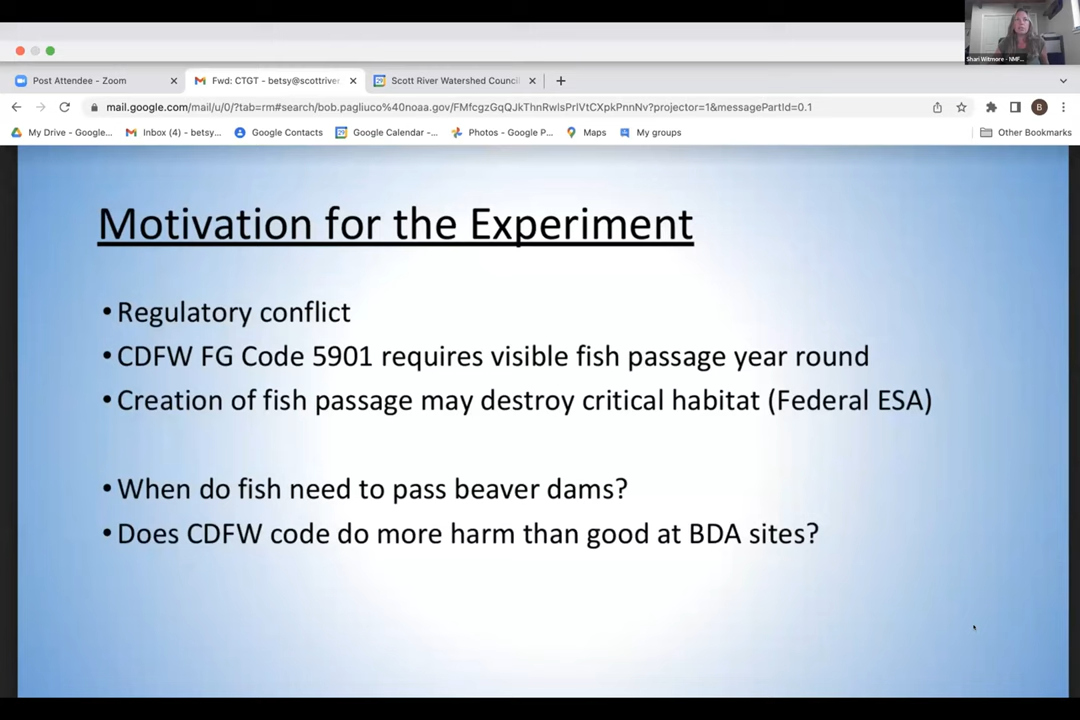 Shari Witmore - NMF...
Post Attendee - Zoom
Fwd: CTGT - betsy@scottriver
Scott River Watershed Counci
mail.google.com/mail/u/0/?tab=rm#search/bob.pagliuco%40noaa.gov/FMfcgzGqQJkThnRwlsPrlVtCXpkPnnNv?projector=1&messagePartId=0.1
B
My Drive - Google...
Inbox (4) - betsy...
Google Contacts
Google Calendar -...
Photos - Google P...
Maps
My groups
Other Bookmarks
Motivation for the Experiment
• Regulatory conflict
• CDFW FG Code 5901 requires visible fish passage year round
• Creation of fish passage may destroy critical habitat (Federal ESA)
• When do fish need to pass beaver dams?
• Does CDFW code do more harm than good at BDA sites?